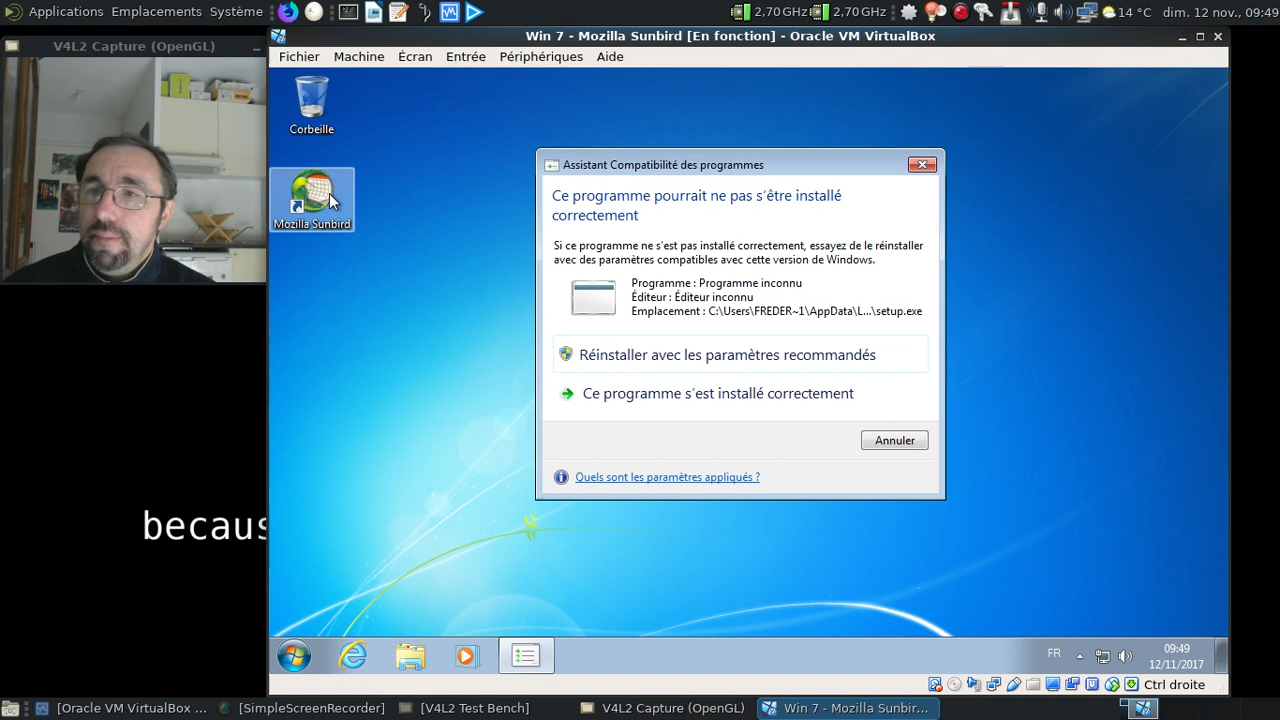 Applications Emplacements Système
2,70 GHz 2,70 GHz
14 °C dim. 12 nov., 09:49
V4L2 Capture (OpenGL)
Win 7 - Mozilla Sunbird [En fonction] - Oracle VM VirtualBox
Fichier Machine Écran Entrée Périphériques Aide
Corbeille
Mozilla Sunbird
Assistant Compatibilité des programmes
Ce programme pourrait ne pas s'être installé
correctement
Si ce programme ne s'est pas installé correctement, essayez de le réinstaller
avec des paramètres compatibles avec cette version de Windows.
Programme : Programme inconnu
Éditeur : Éditeur inconnu
Emplacement : C:\Users\FREDER~1\AppData\L...\setup.exe
Réinstaller avec les paramètres recommandés
Ce programme s'est installé correctement
Annuler
Quels sont les paramètres appliqués ?
becaus
FR
09:49
12/11/2017
Ctrl droite
[Oracle VM VirtualBox ... [SimpleScreenRecorder] [V4L2 Test Bench] V4L2 Capture (OpenGL) Win 7 - Mozilla Sunbir...